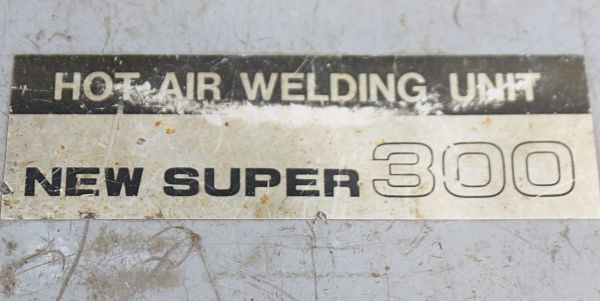 HOT AIR WELDING UNIT
NEW SUPER 300